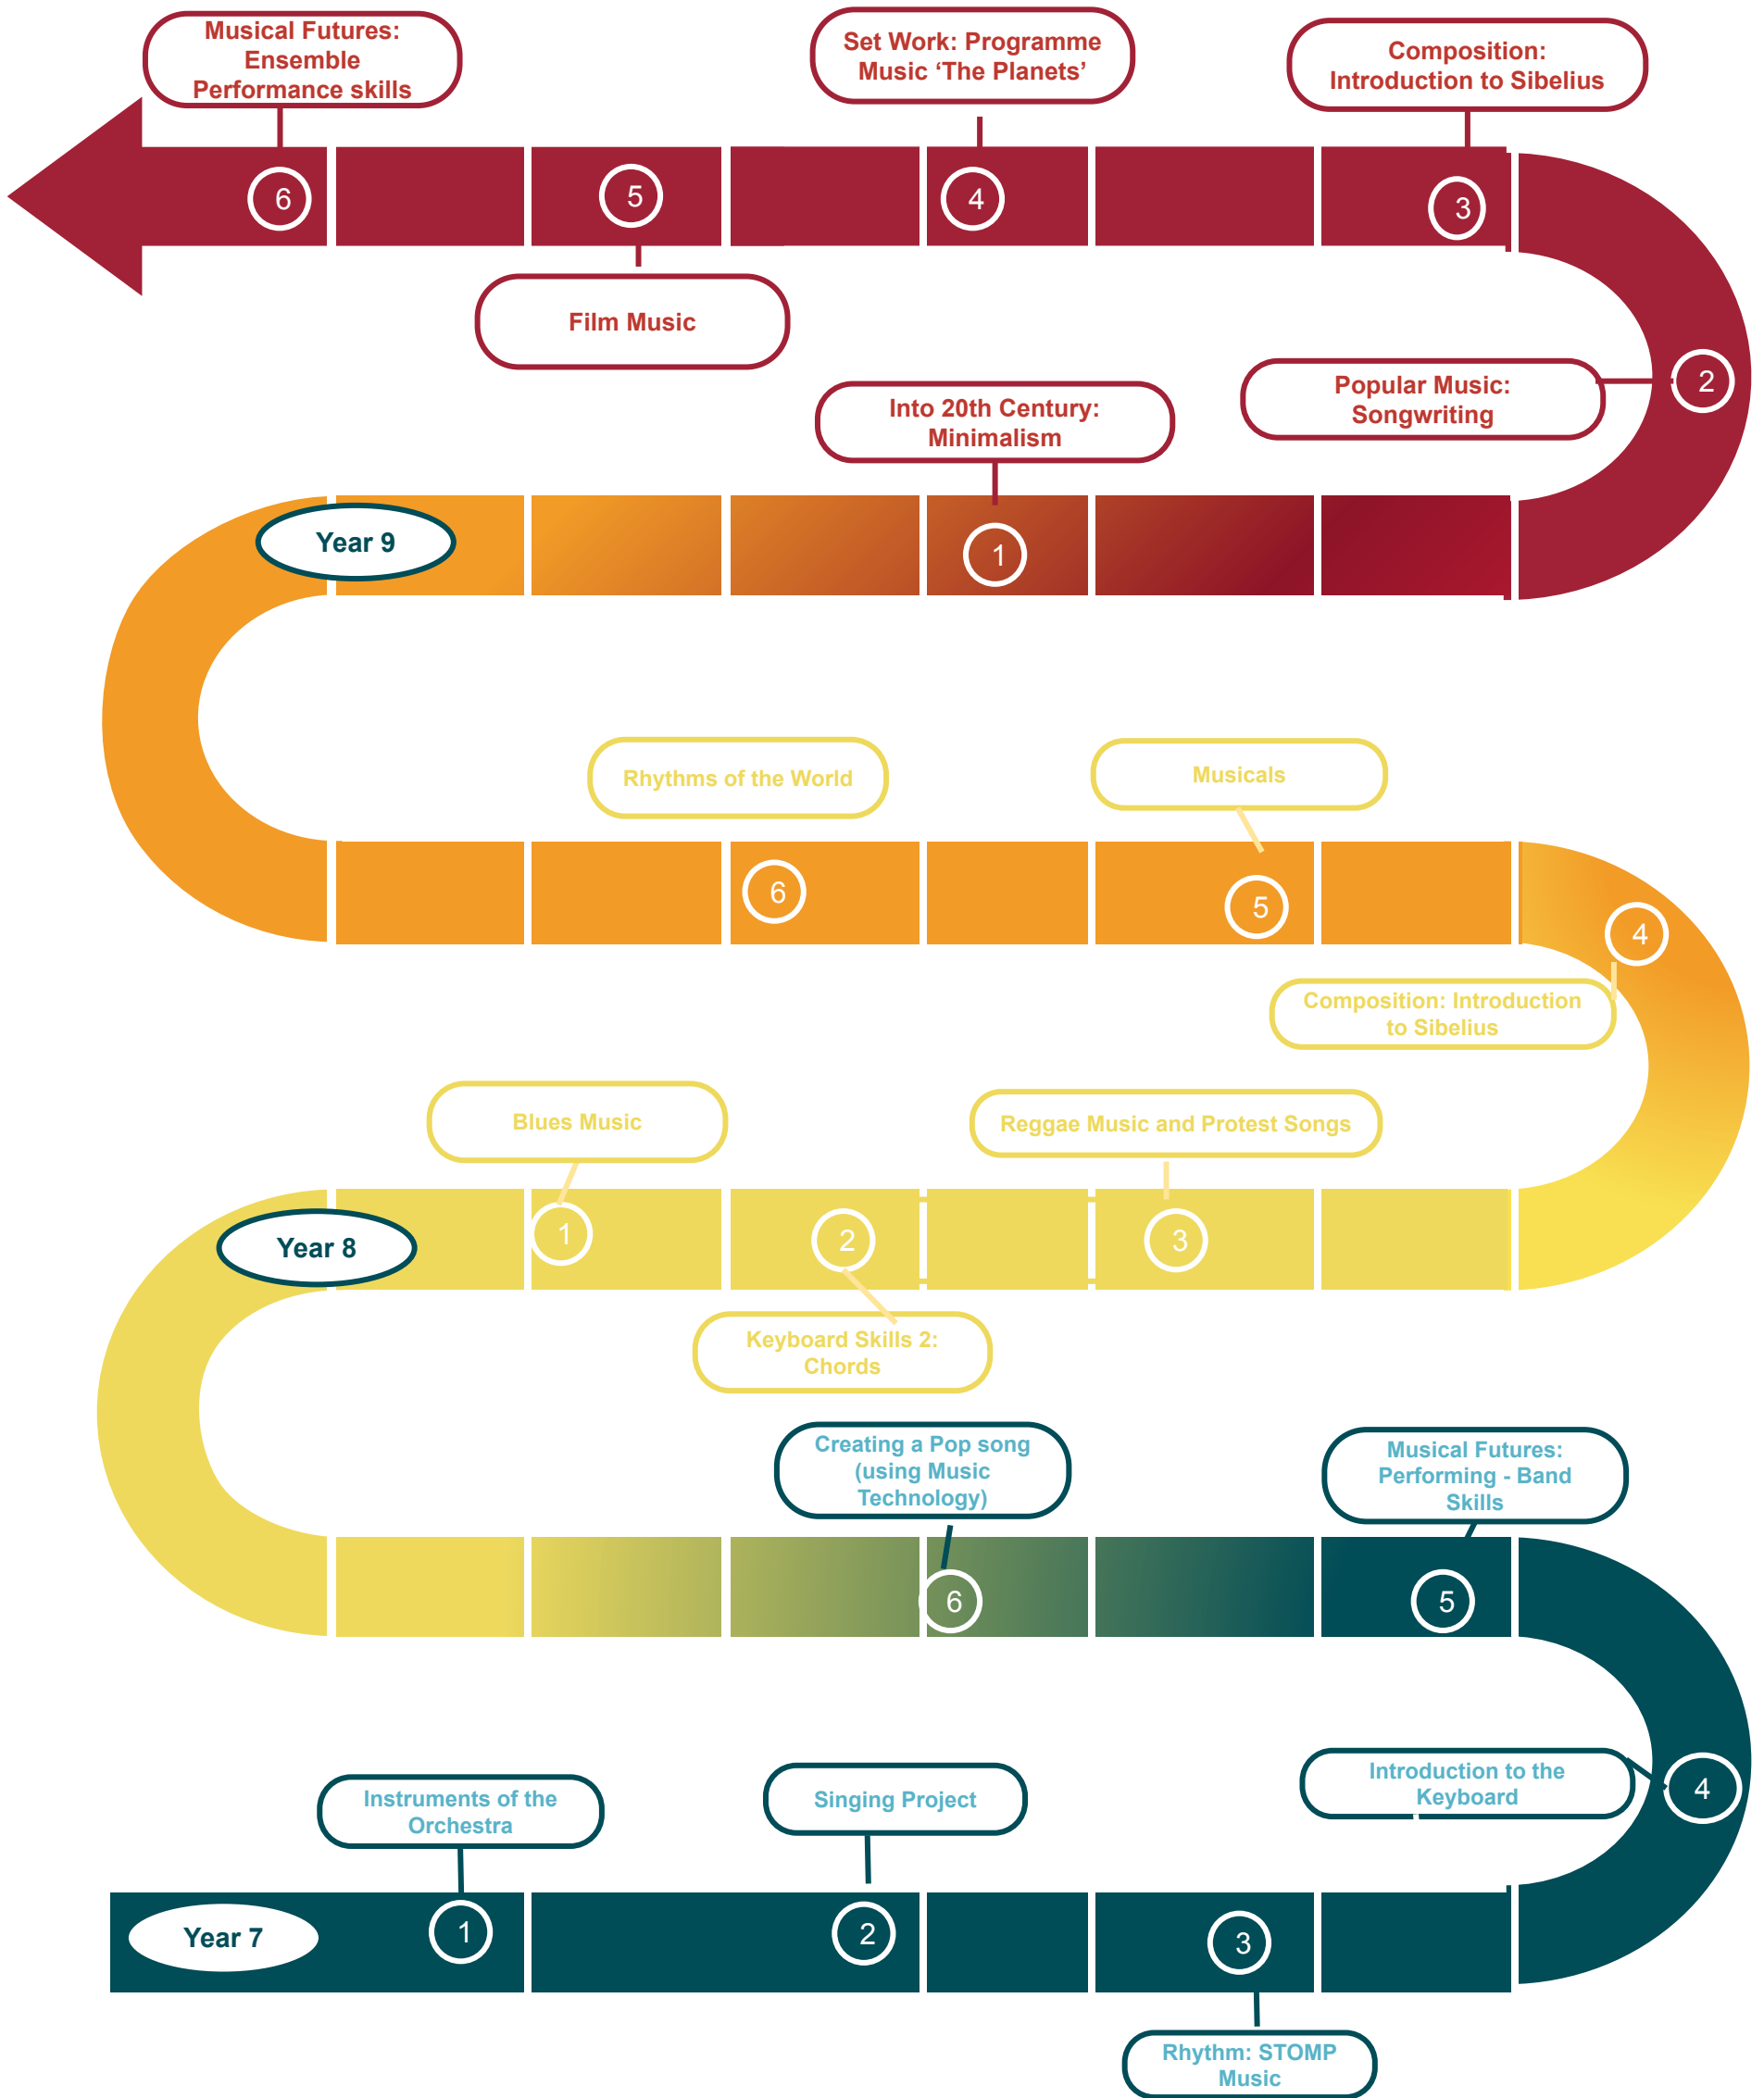 Musical Futures:
Ensemble
Performance skills
Set Work: Programme
Music ‘The Planets’
Composition:
Introduction to Sibelius
6
5
4
3
Film Music
2
Popular Music:
Songwriting
Into 20th Century:
Minimalism
Year 9
1
Rhythms of the World
Musicals
6
5
4
Composition: Introduction
to Sibelius
Blues Music
Reggae Music and Protest Songs
Year 8
1
2
3
Keyboard Skills 2:
Chords
Creating a Pop song
(using Music
Technology)
Musical Futures:
Performing - Band
Skills
6
5
Introduction to the
Keyboard
4
Instruments of the
Orchestra
Singing Project
Year 7
1
2
3
Rhythm: STOMP
Music